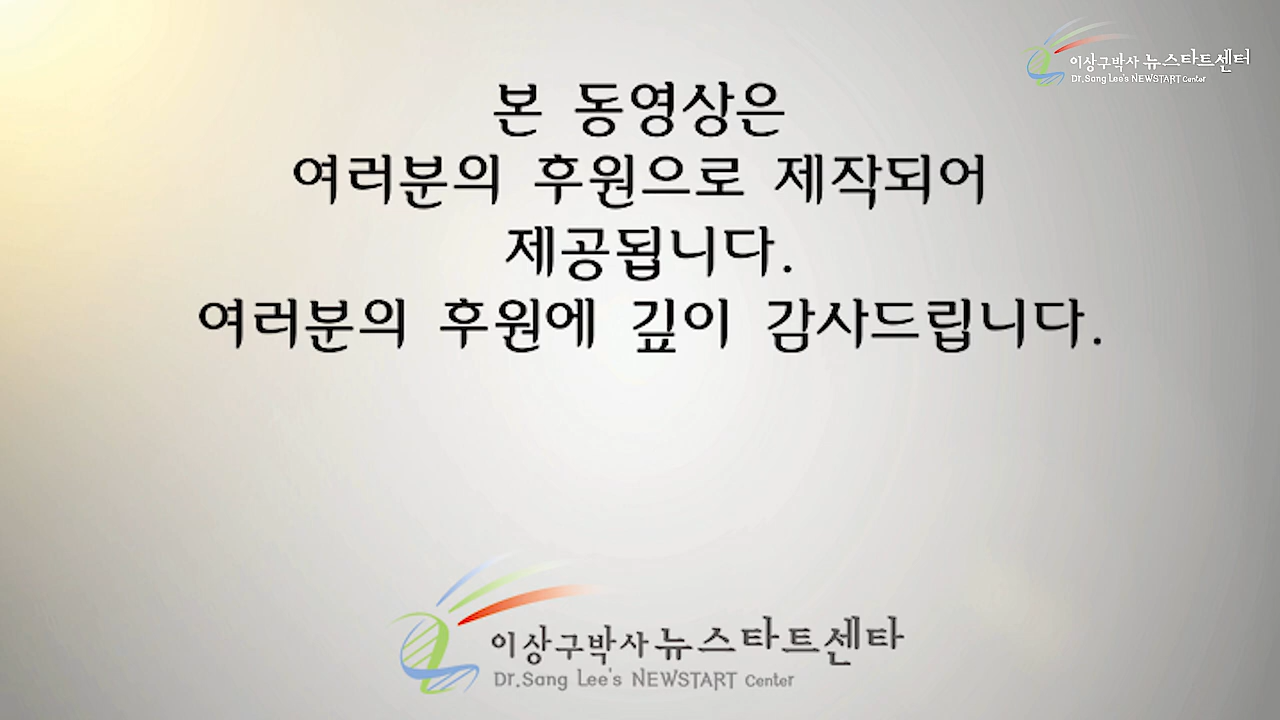 이상구박사 뉴스타트센터
Dr.Sang Lee's NEWSTART Center
본 동영상은
여러분의 후원으로 제작되어
제공됩니다.
여러분의 후원에 깊이 감사드립니다.
이상구박사 뉴스타트센타
Dr.Sang Lee's NEWSTART Center